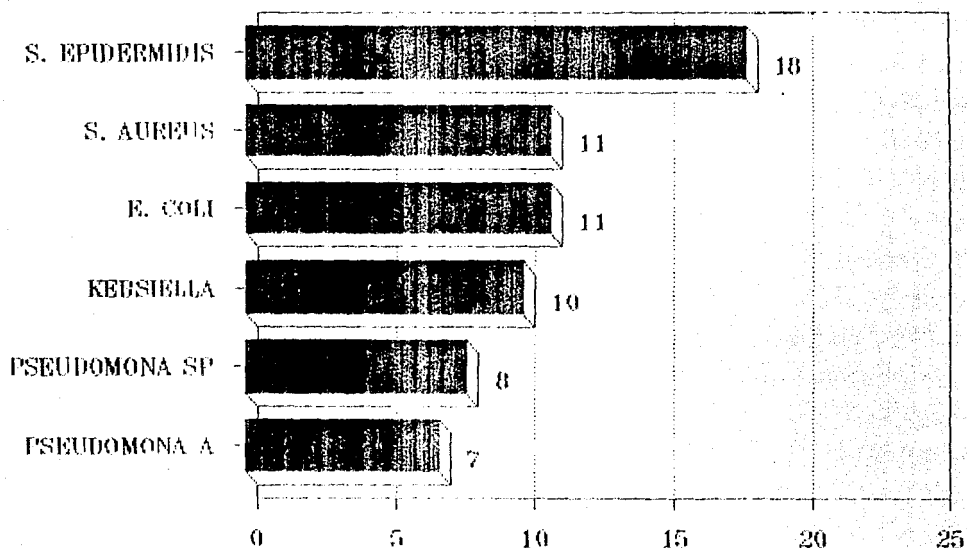 S. EPIDERMIDIS 18
S. AUREUS 11
E. COLI 11
KEBSIELLA 10
PSEUDOMONA SP 8
PSEUDOMONA A 7
0 5 10 15 20 25